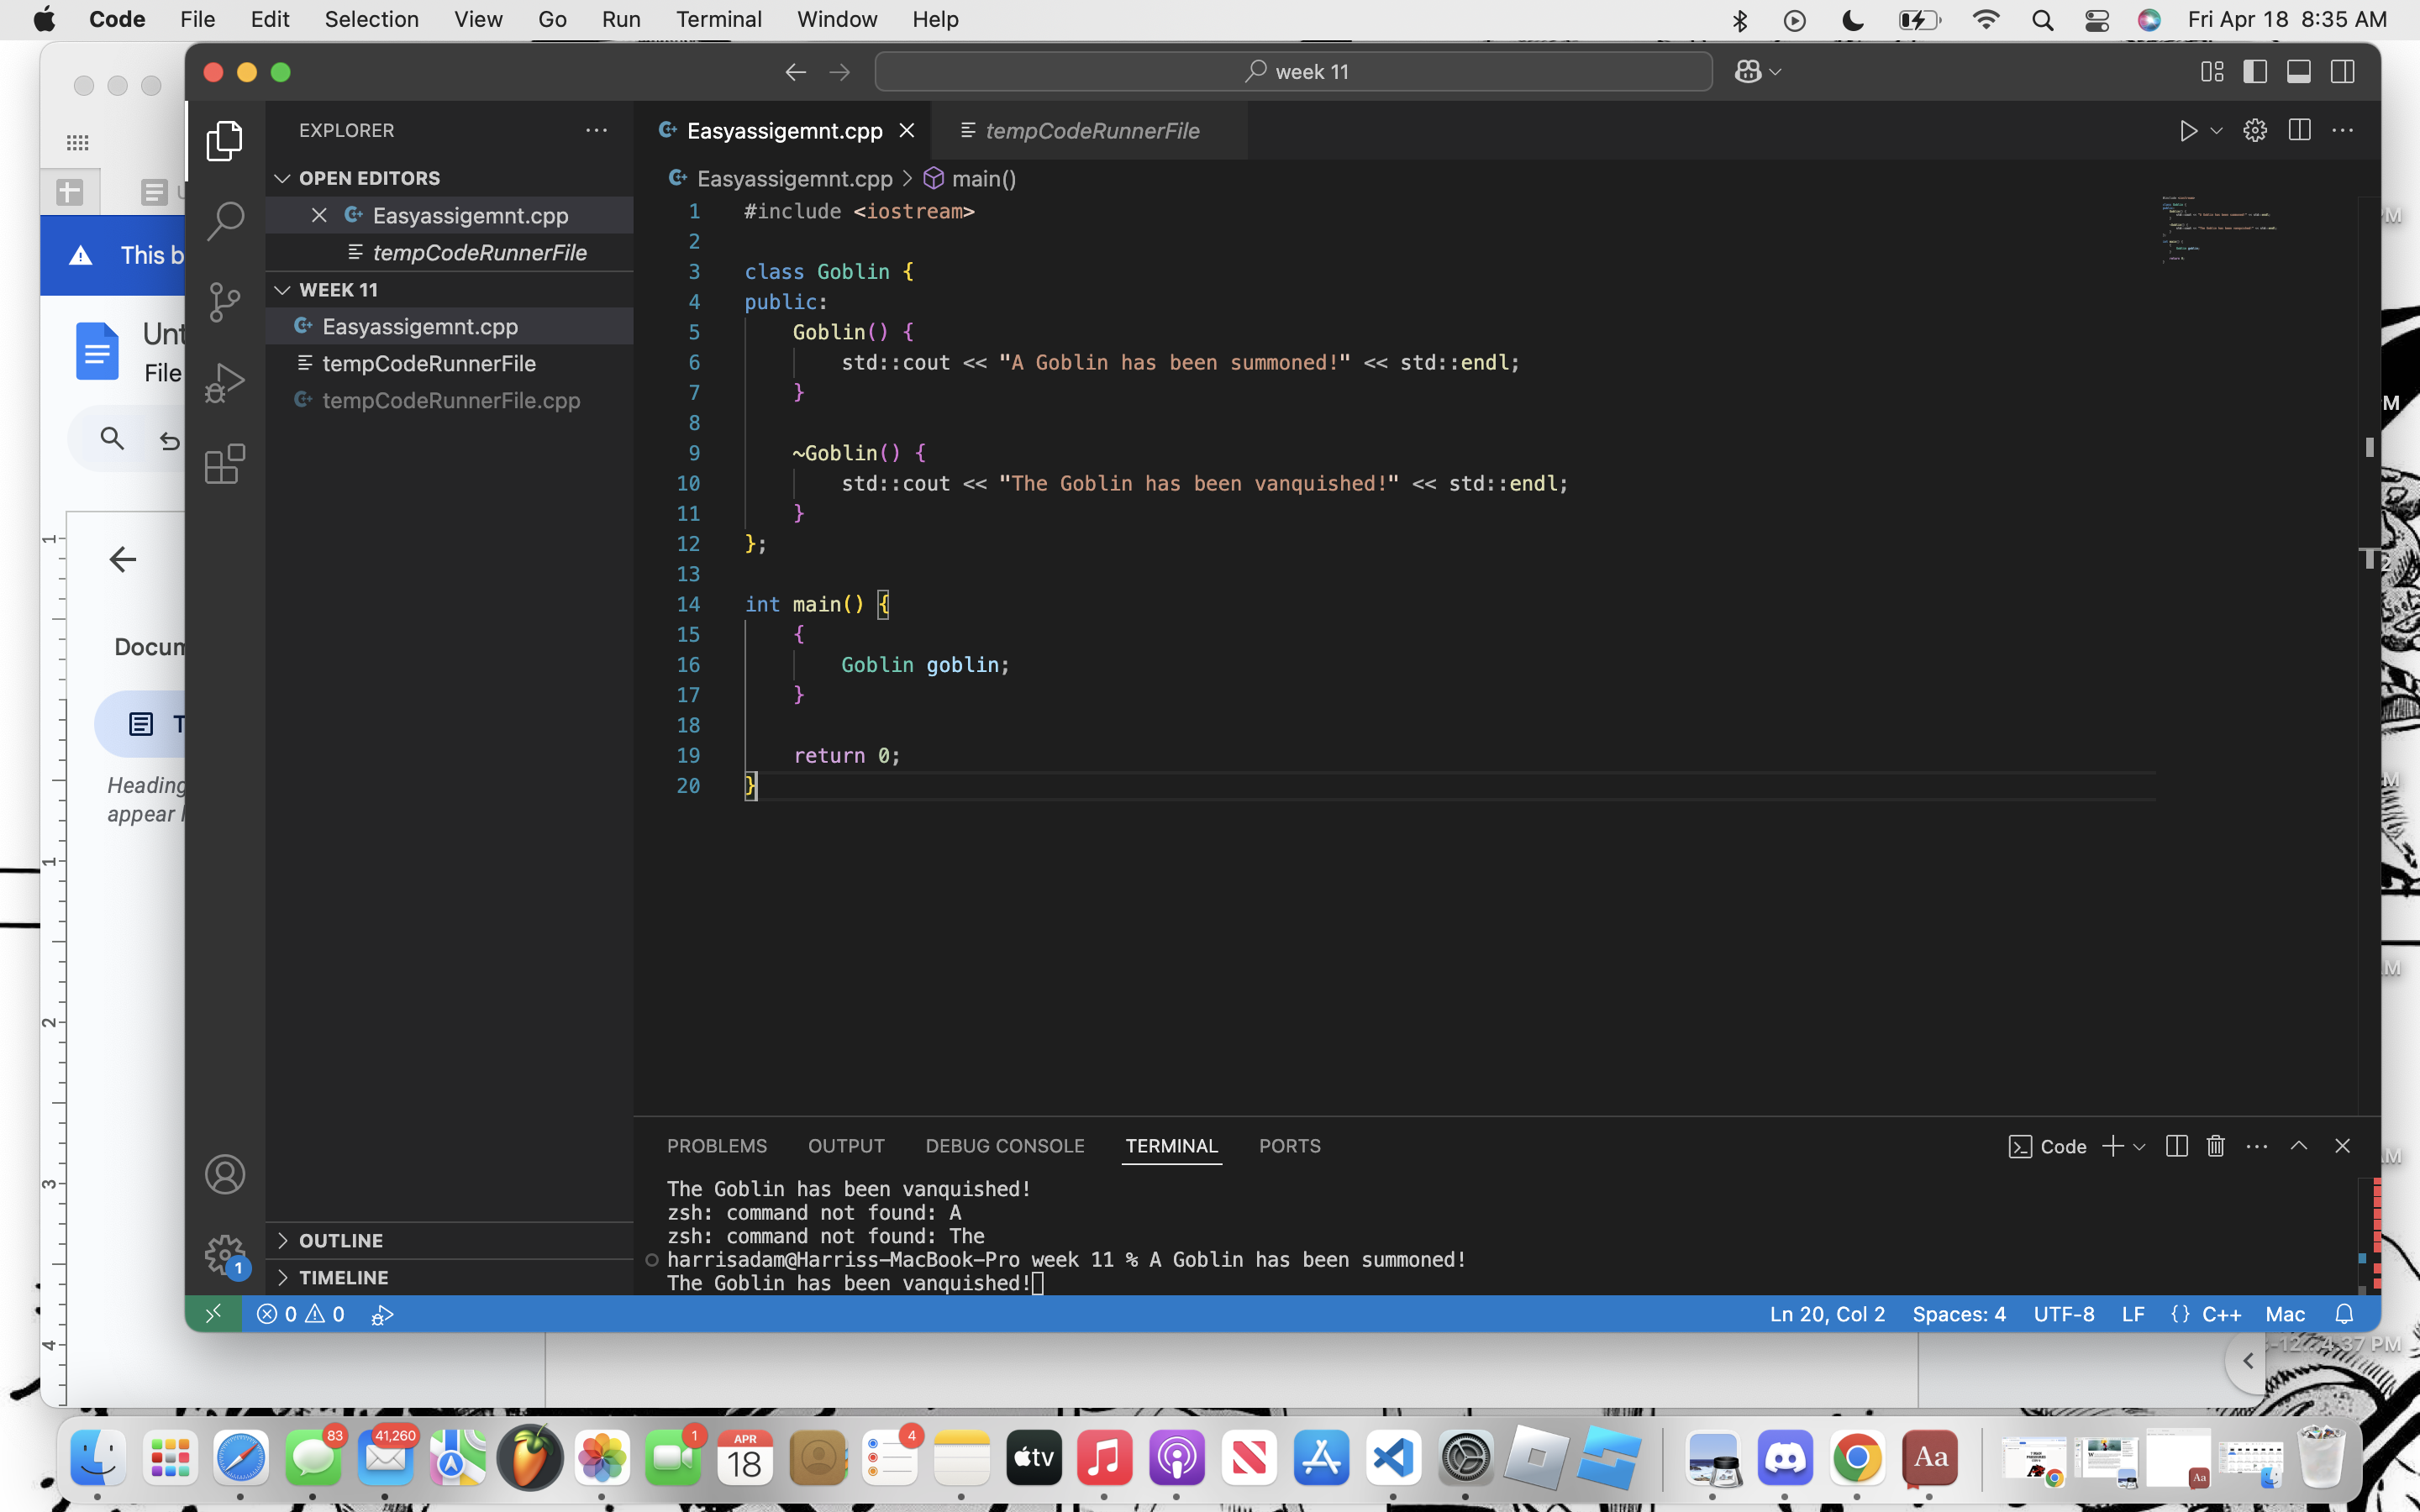 Code File Edit Selection View Go Run Terminal Window Help Fri Apr 18 8:35 AM
week 11
EXPLORER
OPEN EDITORS
Easyassigemnt.cpp
tempCodeRunnerFile
WEEK 11
Easyassigemnt.cpp
tempCodeRunnerFile
tempCodeRunnerFile.cpp
OUTLINE
TIMELINE
This b
Unt
File
Docum
T
Heading
appear
Easyassigemnt.cpp tempCodeRunnerFile
Easyassigemnt.cpp > main()
1 #include <iostream>
2
3 class Goblin {
4 public:
5 Goblin() {
6 std::cout << "A Goblin has been summoned!" << std::endl;
7 }
8
9 ~Goblin() {
10 std::cout << "The Goblin has been vanquished!" << std::endl;
11 }
12 };
13
14 int main() {
15 {
16 Goblin goblin;
17 }
18
19 return 0;
20 }
PROBLEMS OUTPUT DEBUG CONSOLE TERMINAL PORTS Code
The Goblin has been vanquished!
zsh: command not found: A
zsh: command not found: The
harrisadam@Harriss-MacBook-Pro week 11 % A Goblin has been summoned!
The Goblin has been vanquished!
1
0 0 Ln 20, Col 2 Spaces: 4 UTF-8 LF {} C++ Mac
4:37 PM
83 41,260 1 APR 18 4 tv Aa